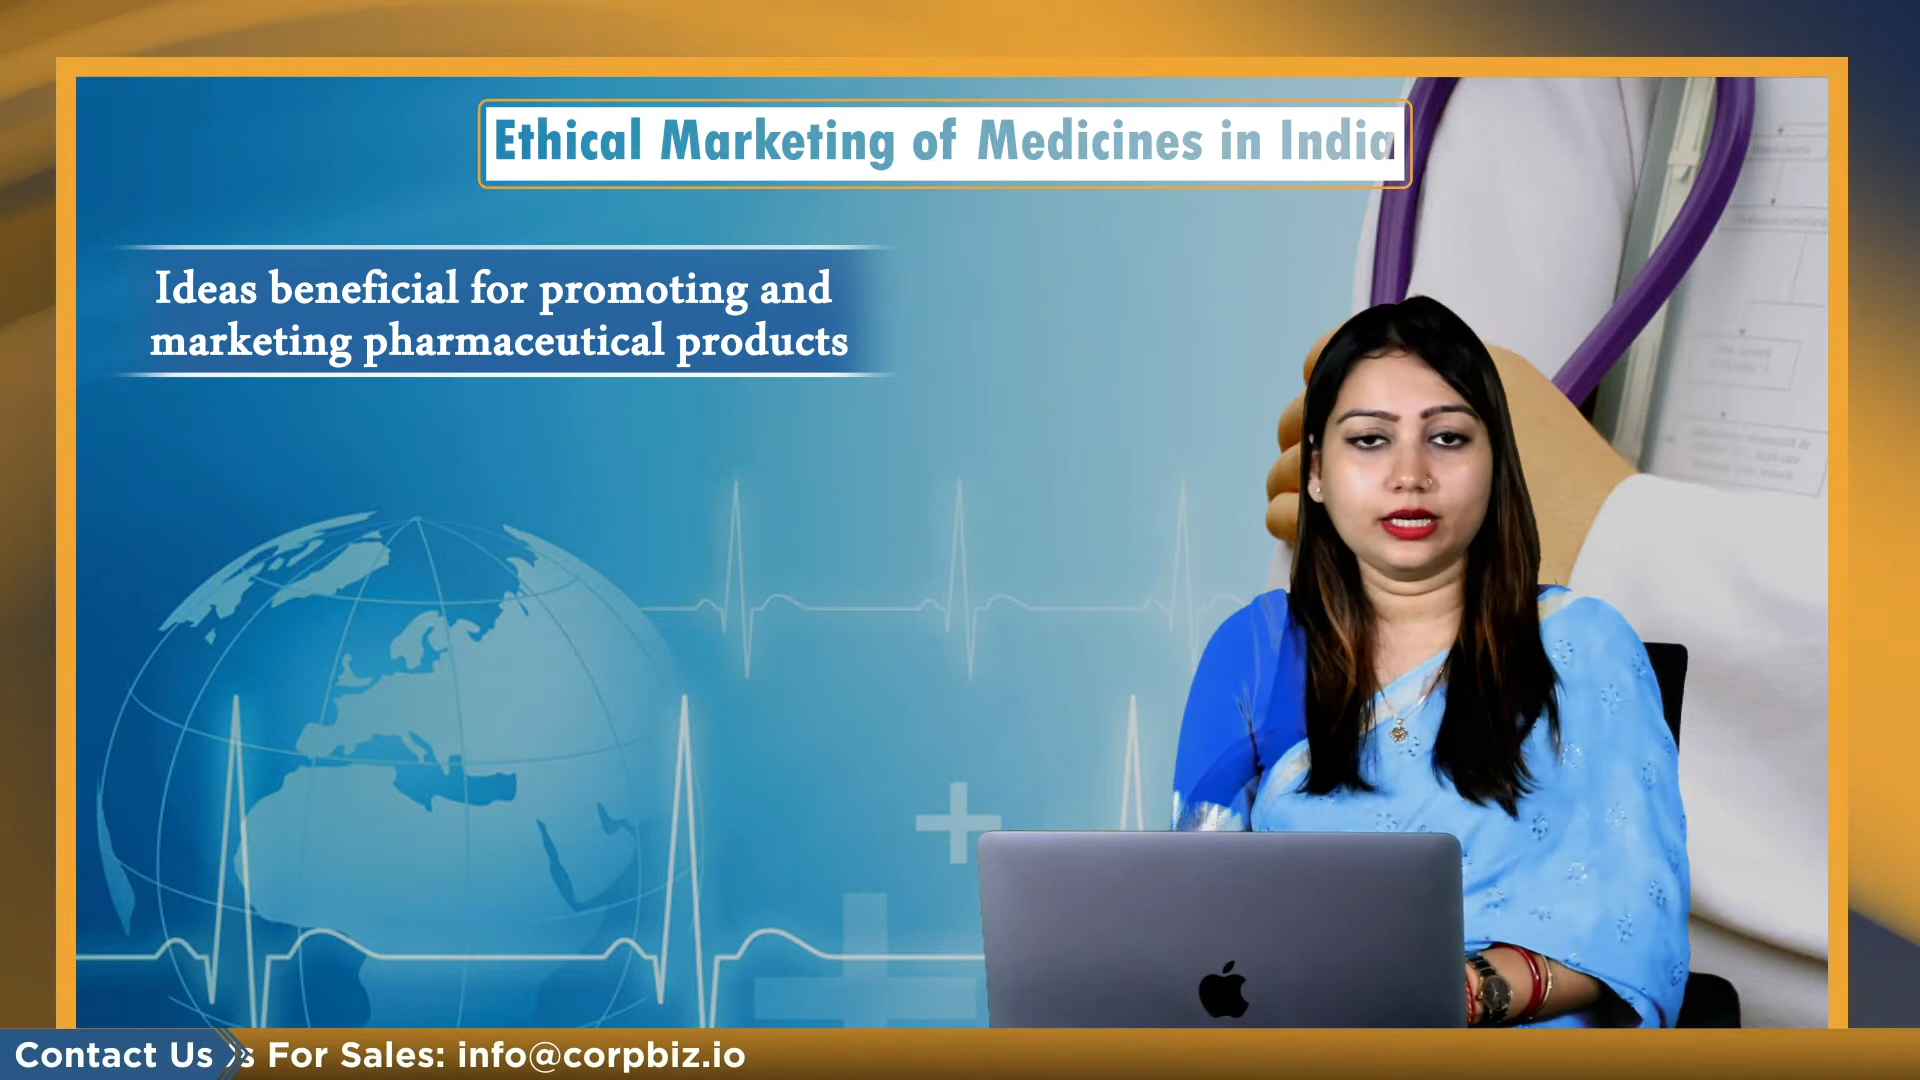 Ethical Marketing of Medicines in India
Ideas beneficial for promoting and
marketing pharmaceutical products
Contact Us
For Sales: info@corpbiz.io